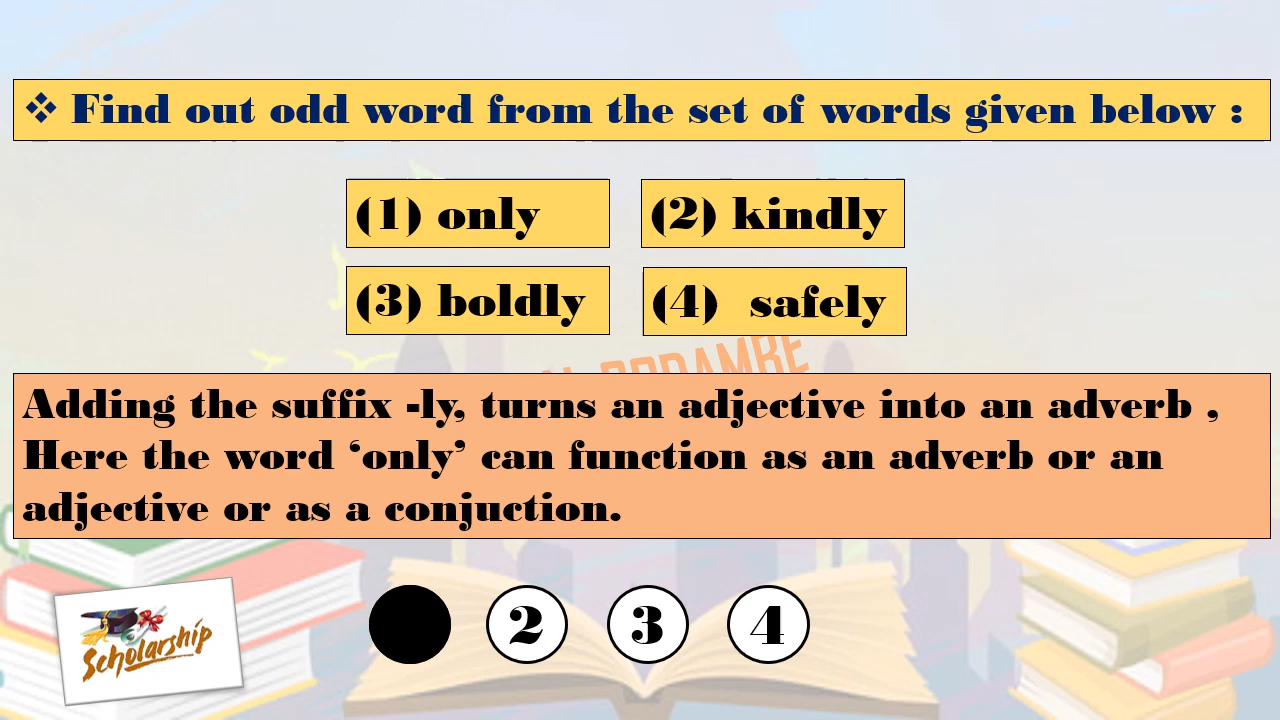 ❖ Find out odd word from the set of words given below :
(1) only
(2) kindly
(3) boldly
(4) safely
Adding the suffix -ly, turns an adjective into an adverb ,
Here the word ‘only’ can function as an adverb or an
adjective or as a conjuction.
2 3 4
Scholarship